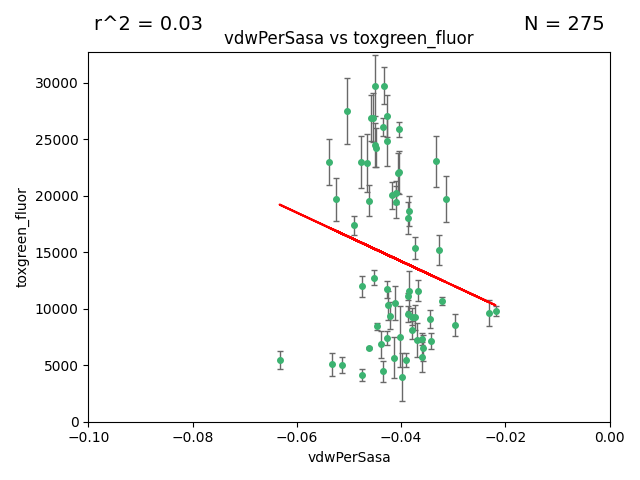 r^2 = 0.03
N = 275
vdwPerSasa vs toxgreen_fluor
30000
25000
20000
15000
10000
5000
0
toxgreen_fluor
−0.10
−0.08
−0.06
−0.04
−0.02
0.00
vdwPerSasa